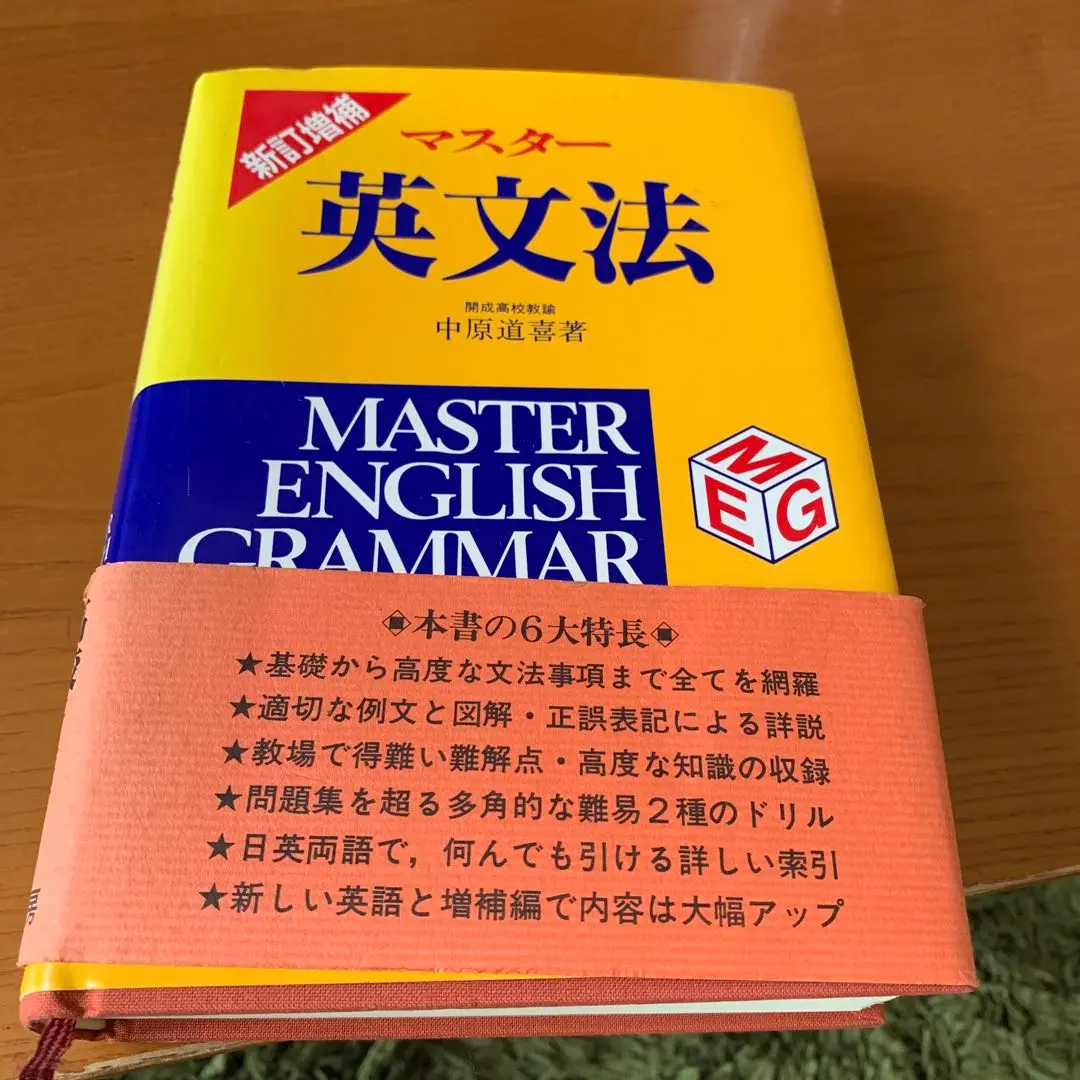 新訂増補
マスター
英文法
開成高校教諭
中原道喜著
MASTER
ENGLISH
GRAMMAR
MEG
◈本書の6大特長◈
★基礎から高度な文法事項まで全てを網羅
★適切な例文と図解・正誤表記による詳説
★教場で得難い難解点・高度な知識の収録
★問題集を超る多角的な難易2種のドリル
★日英両語で,何んでも引ける詳しい索引
★新しい英語と増補編で内容は大幅アップ
房